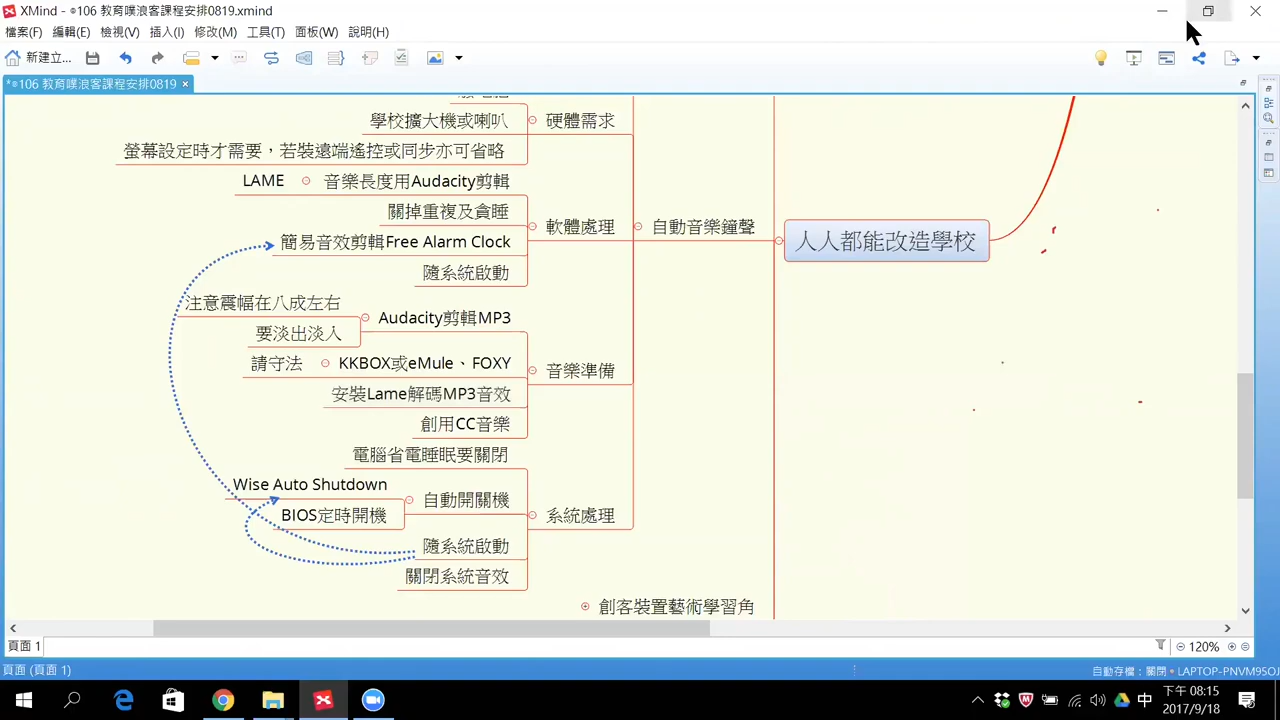 XMind - ⊛106 教育噗浪客課程安排0819.xmind
檔案(F) 編輯(E) 檢視(V) 插入(I) 修改(M) 工具(T) 面板(W) 說明(H)
新建立...
*⊛106 教育噗浪客課程安排0819
學校擴大機或喇叭
硬體需求
螢幕設定時才需要，若裝遠端遙控或同步亦可省略
LAME
音樂長度用Audacity剪輯
關掉重複及貪睡
軟體處理
自動音樂鐘聲
人人都能改造學校
簡易音效剪輯Free Alarm Clock
隨系統啟動
注意震幅在八成左右
Audacity剪輯MP3
要淡出淡入
請守法
KKBOX或eMule、FOXY
音樂準備
安裝Lame解碼MP3音效
創用CC音樂
電腦省電睡眠要關閉
Wise Auto Shutdown
自動開關機
BIOS定時開機
系統處理
隨系統啟動
關閉系統音效
創客裝置藝術學習角
頁面 1
120%
頁面 (頁面 1)
自動存檔：關閉
LAPTOP-PNVM95OJ
中
下午 08:15
2017/9/18